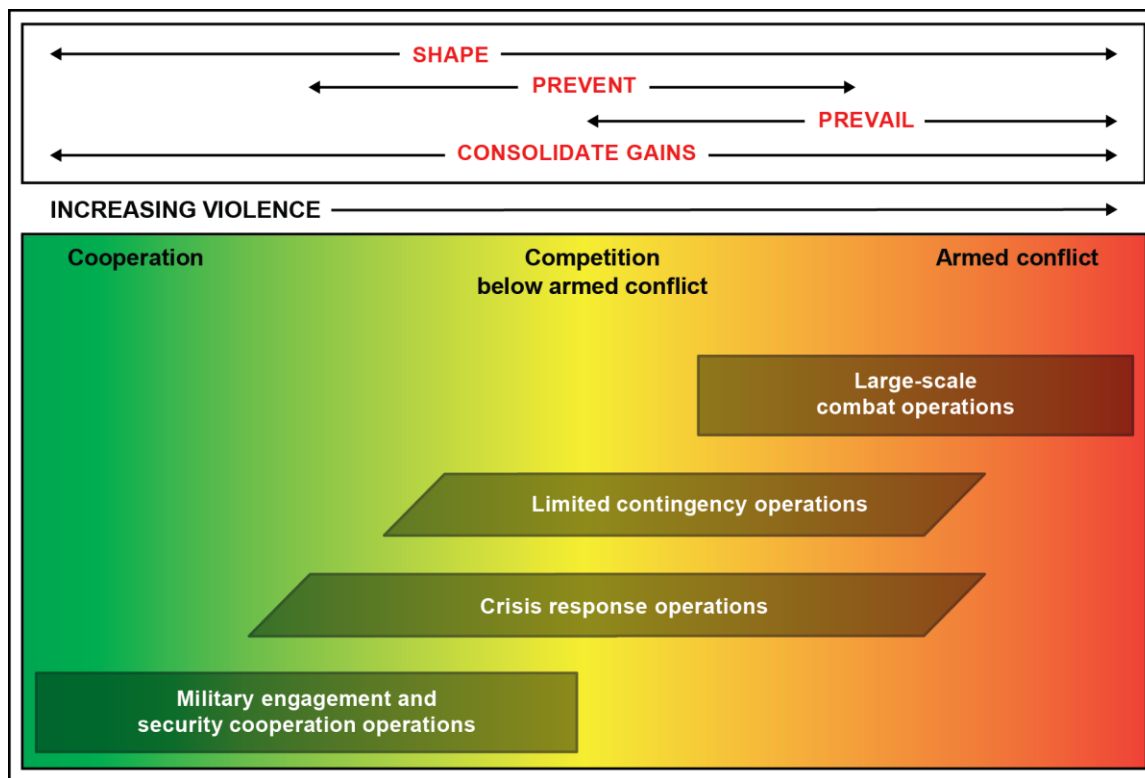 SHAPE
PREVENT
PREVAIL
CONSOLIDATE GAINS
INCREASING VIOLENCE
Cooperation
Competition
below armed conflict
Armed conflict
Large-scale
combat operations
Limited contingency operations
Crisis response operations
Military engagement and
security cooperation operations